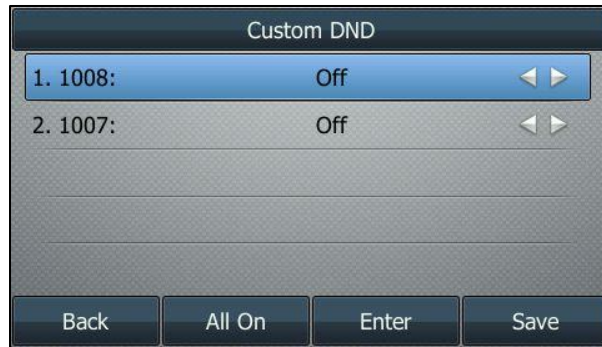 Custom DND
1. 1008: Off
2. 1007: Off
Back All On Enter Save